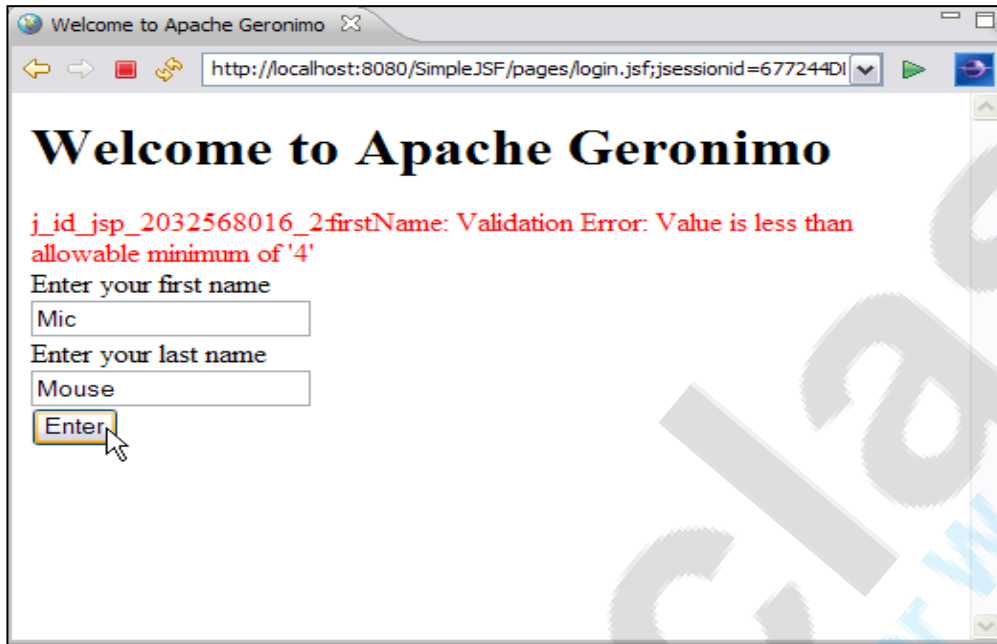 Welcome to Apache Geronimo
http://localhost:8080/SimpleJSF/pages/login.jsf;jsessionid=677244DI
Welcome to Apache Geronimo
j_id_jsp_2032568016_2:firstName: Validation Error: Value is less than
allowable minimum of '4'
Enter your first name
Mic
Enter your last name
Mouse
Enter